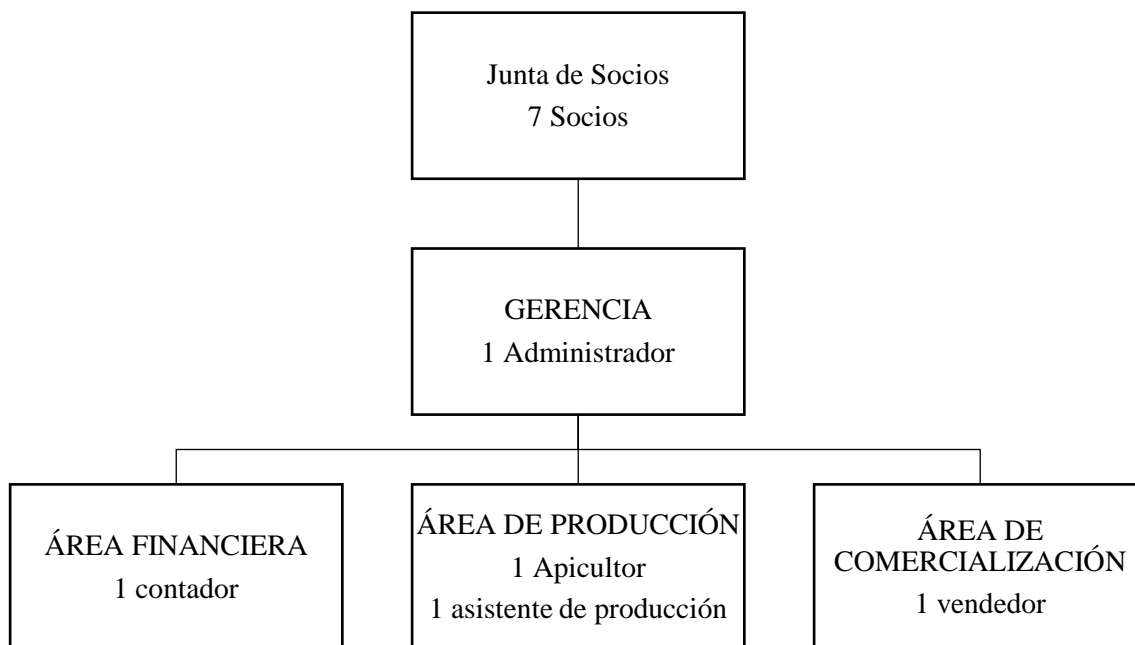 Junta de Socios
7 Socios
GERENCIA
1 Administrador
ÁREA FINANCIERA
1 contador
ÁREA DE PRODUCCIÓN
1 Apicultor
1 asistente de producción
ÁREA DE
COMERCIALIZACIÓN
1 vendedor